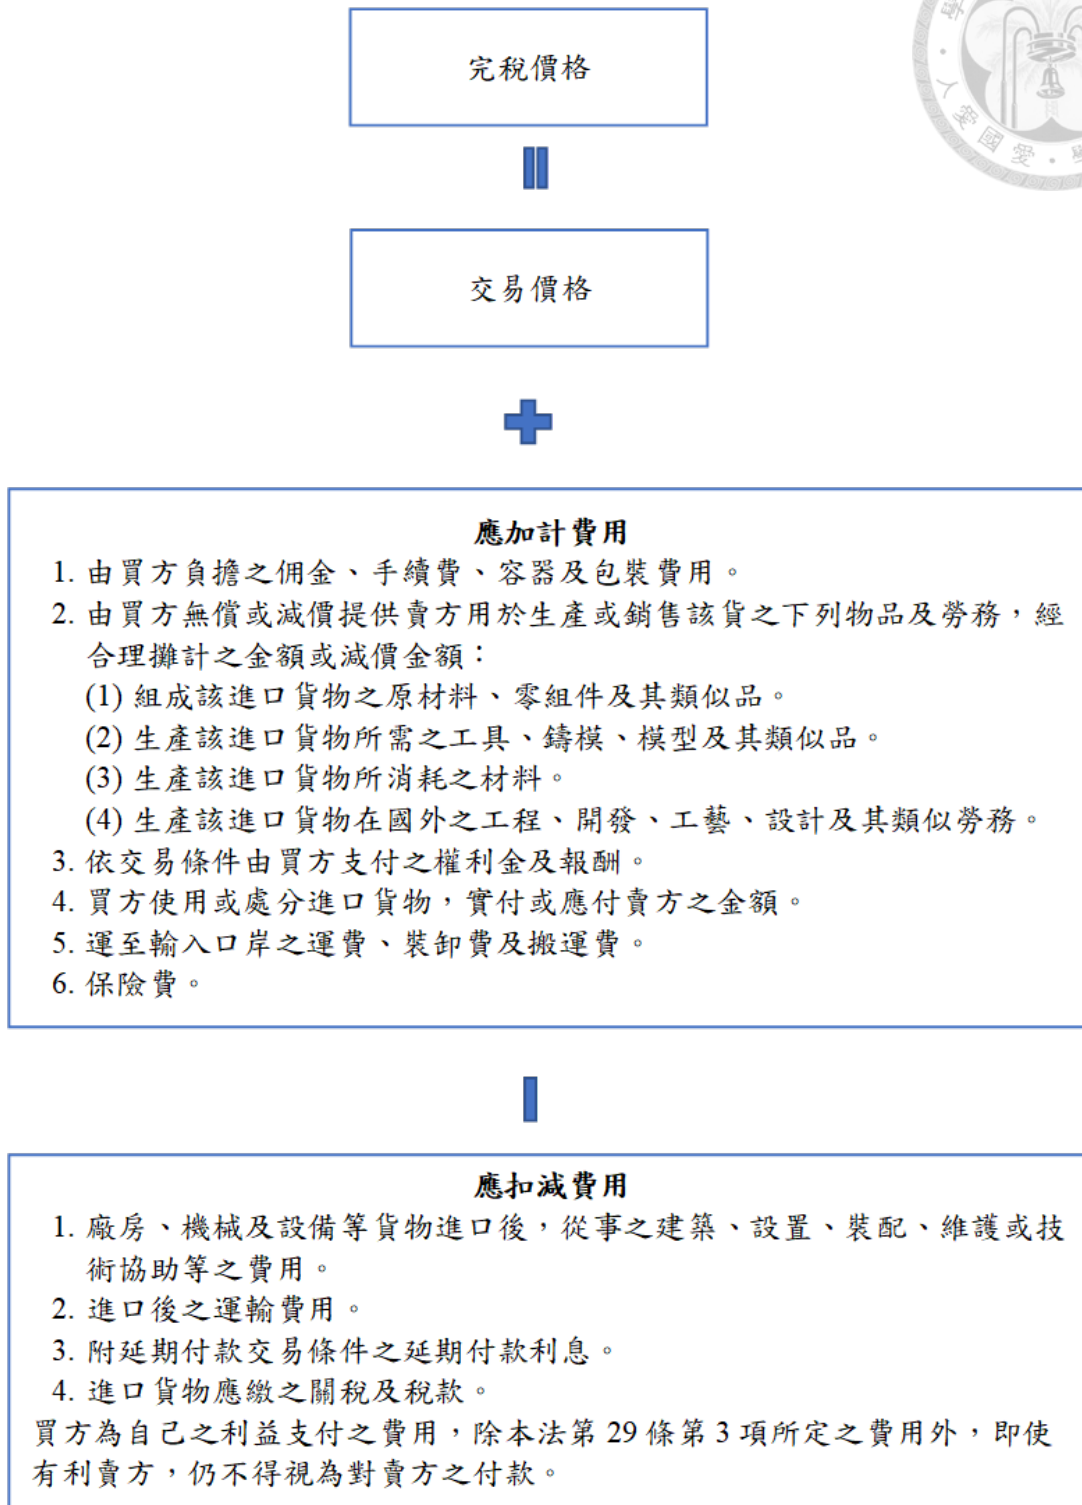 完稅價格
交易價格
應加計費用
1. 由買方負擔之佣金、手續費、容器及包裝費用。
2. 由買方無償或減價提供賣方用於生產或銷售該貨之下列物品及勞務，經
合理攤計之金額或減價金額：
(1) 組成該進口貨物之原材料、零組件及其類似品。
(2) 生產該進口貨物所需之工具、鑄模、模型及其類似品。
(3) 生產該進口貨物所消耗之材料。
(4) 生產該進口貨物在國外之工程、開發、工藝、設計及其類似勞務。
3. 依交易條件由買方支付之權利金及報酬。
4. 買方使用或處分進口貨物，實付或應付賣方之金額。
5. 運至輸入口岸之運費、裝卸費及搬運費。
6. 保險費。
應扣減費用
1. 廠房、機械及設備等貨物進口後，從事之建築、設置、裝配、維護或技
術協助等之費用。
2. 進口後之運輸費用。
3. 附延期付款交易條件之延期付款利息。
4. 進口貨物應繳之關稅及稅款。
買方為自己之利益支付之費用，除本法第 29 條第 3 項所定之費用外，即使
有利賣方，仍不得視為對賣方之付款。
人愛國愛